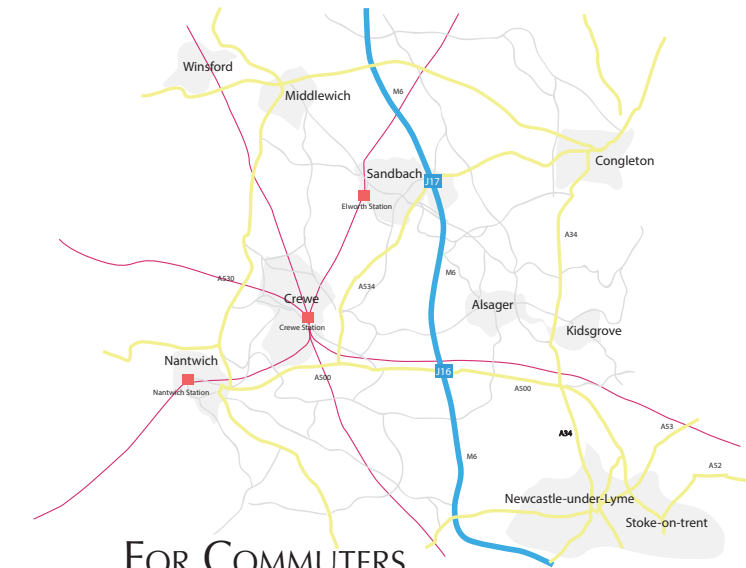 Winsford
Middlewich
M6
Congleton
Sandbach
J17
Elworth Station
A34
A530
M6
A534
Crewe
Alsager
Crewe Station
Kidsgrove
Nantwich
J16
A500
A500
Nantwich Station
A34
A53
M6
A52
Newcastle-under-Lyme
Stoke-on-trent
FOR COMMUTERS